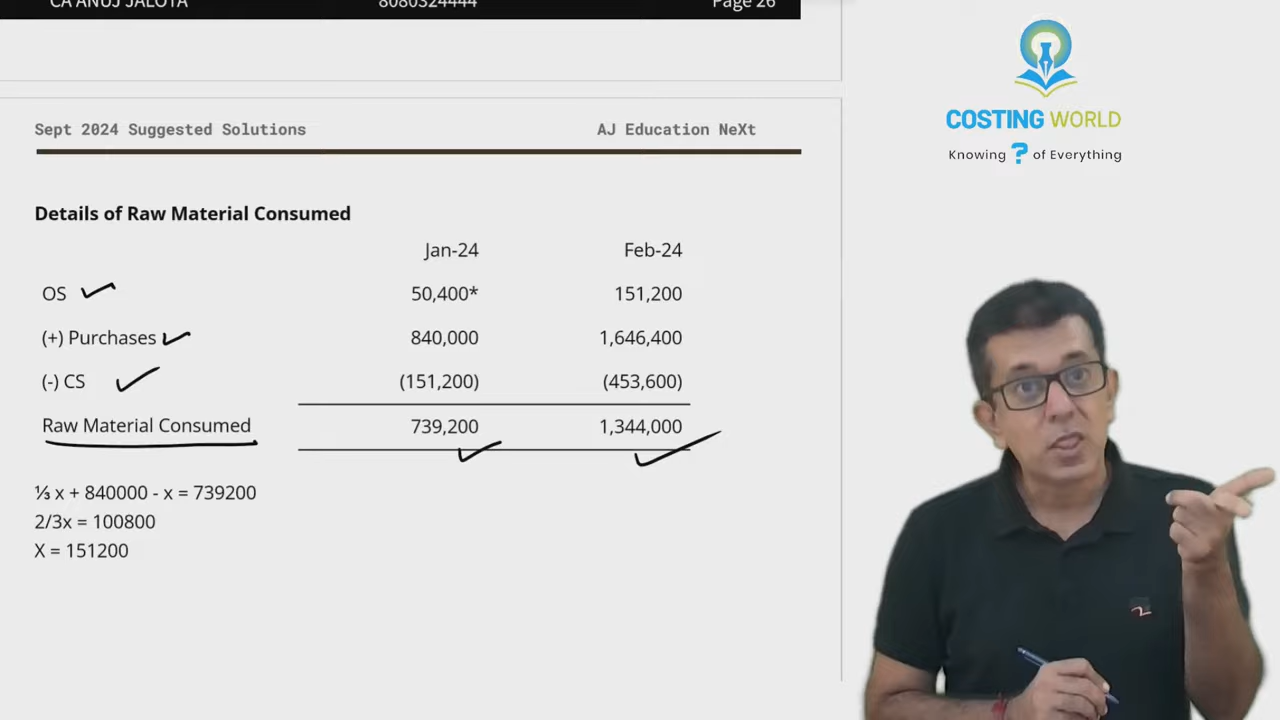 CA ANUJ JALOTA 8080324444 Page 26
Sept 2024 Suggested Solutions AJ Education NeXt
Details of Raw Material Consumed
Jan-24 Feb-24
OS 50,400* 151,200
(+) Purchases 840,000 1,646,400
(-) CS (151,200) (453,600)
Raw Material Consumed 739,200 1,344,000
⅓ x + 840000 - x = 739200
2/3x = 100800
X = 151200
COSTING WORLD
Knowing ? of Everything